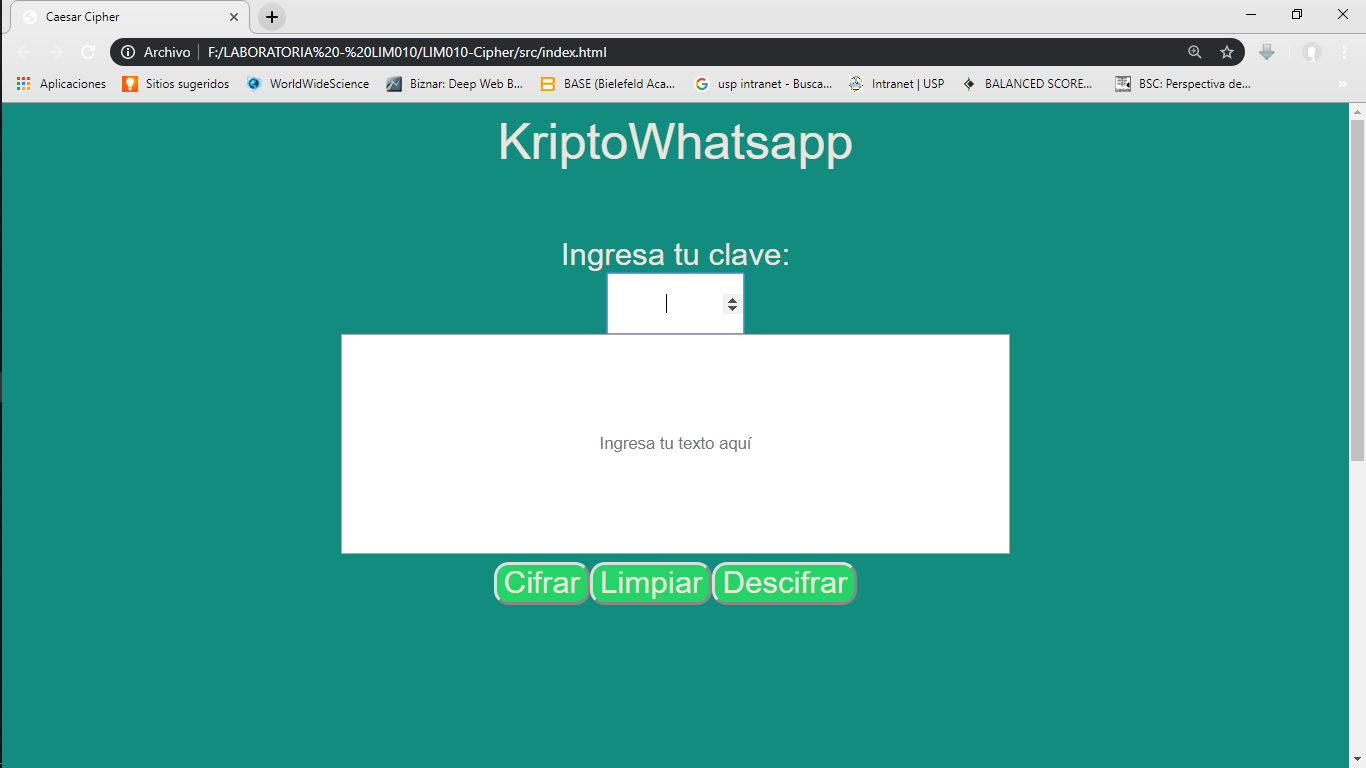 Caesar Cipher
Archivo F:/LABORATORIA%20-%20LIM010/LIM010-Cipher/src/index.html
Aplicaciones Sitios sugeridos WorldWideScience Biznar: Deep Web B... BASE (Bielefeld Aca... usp intranet - Busca... Intranet | USP BALANCED SCORE... BSC: Perspectiva de...
KriptoWhatsapp
Ingresa tu clave:
Ingresa tu texto aquí
Cifrar Limpiar Descifrar